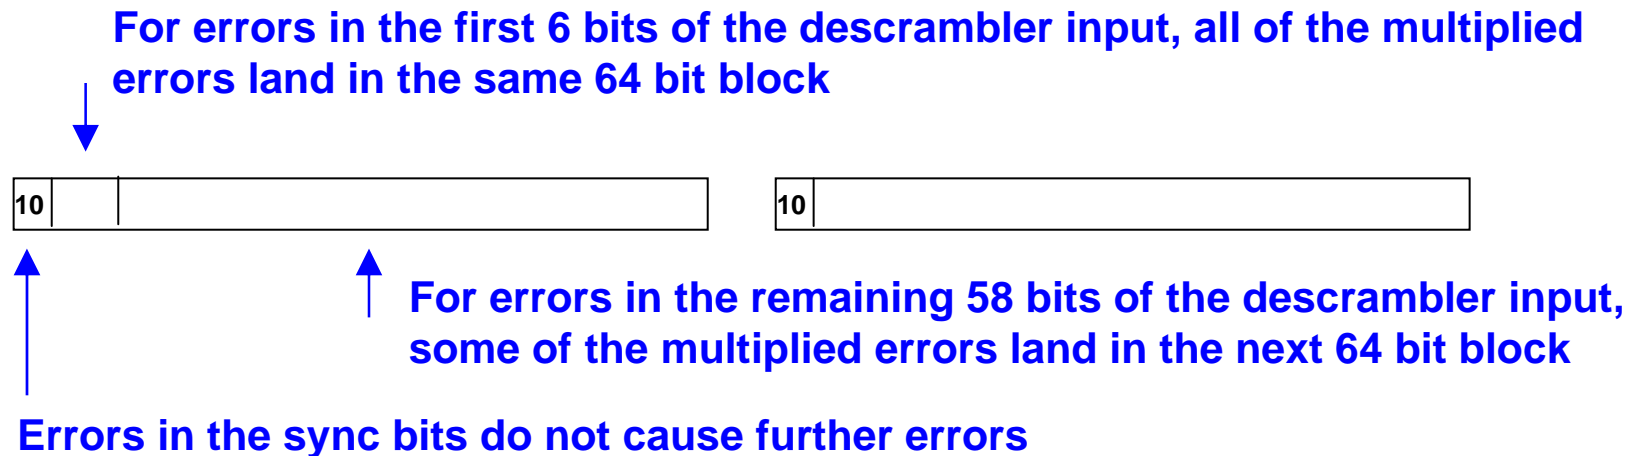 For errors in the first 6 bits of the descrambler input, all of the multiplied
errors land in the same 64 bit block
10
10
For errors in the remaining 58 bits of the descrambler input,
some of the multiplied errors land in the next 64 bit block
Errors in the sync bits do not cause further errors